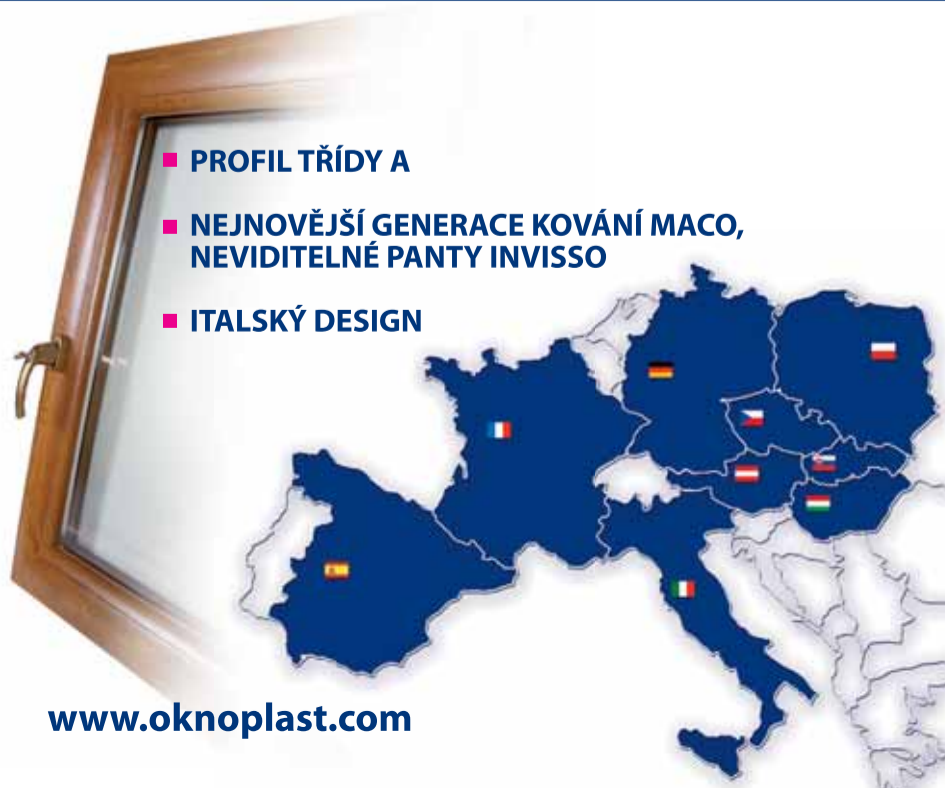 PROFIL TŘÍDY A
NEJNOVĚJŠÍ GENERACE KOVÁNÍ MACO,
NEVIDITELNÉ PANTY INVISSO
ITALSKÝ DESIGN
www.oknoplast.com